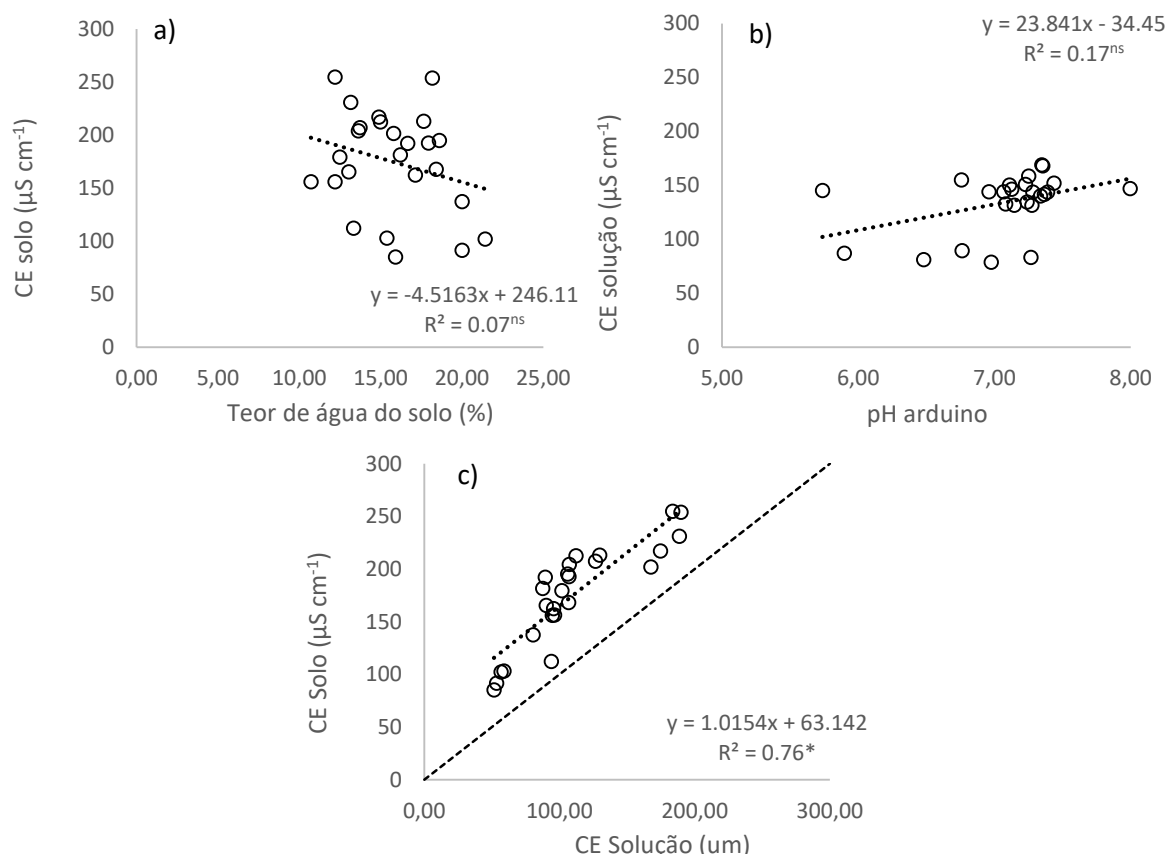 a)
300
250
200
150
100
50
0
CE solo (µS cm⁻¹)
y = -4.5163x + 246.11
R² = 0.07ⁿˢ
0,00 5,00 10,00 15,00 20,00 25,00
Teor de água do solo (%)
b)
y = 23.841x - 34.45
R² = 0.17ⁿˢ
300
250
200
150
100
50
0
CE solução (µS cm⁻¹)
5,00 6,00 7,00 8,00
pH arduino
c)
300
250
200
150
100
50
0
CE Solo (µS cm⁻¹)
y = 1.0154x + 63.142
R² = 0.76*
0,00 100,00 200,00 300,00
CE Solução (um)